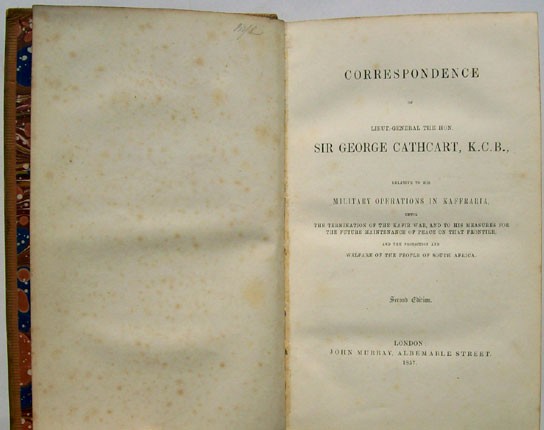 CORRESPONDENCE
OF
LIEUT.-GENERAL THE HON.
SIR GEORGE CATHCART, K.C.B.,
RELATIVE TO HIS
MILITARY OPERATIONS IN KAFFRARIA,
UNTIL
THE TERMINATION OF THE KAFIR WAR, AND TO HIS MEASURES FOR
THE FUTURE MAINTENANCE OF PEACE ON THAT FRONTIER,
AND THE PROTECTION AND
WELFARE OF THE PEOPLE OF SOUTH AFRICA.
Second Edition.
LONDON:
JOHN MURRAY, ALBEMARLE STREET.
1857.